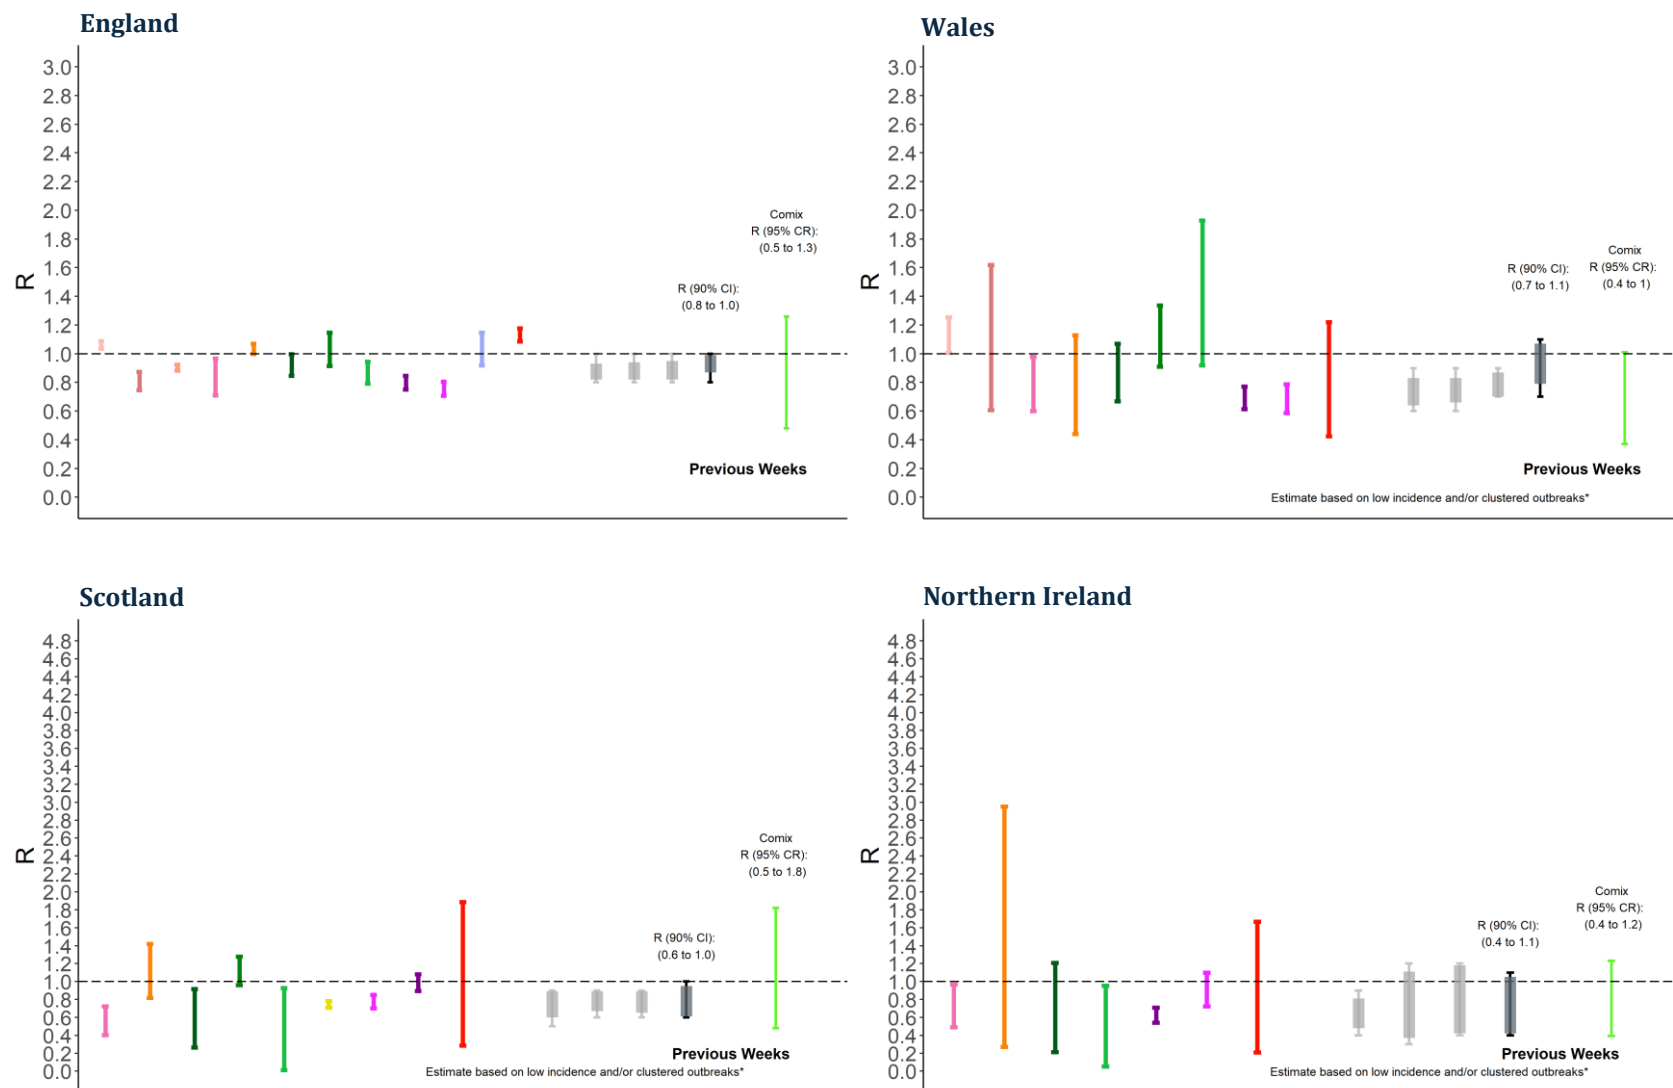 England
3.0
2.8
2.6
2.4
2.2
2.0
1.8
1.6
1.4
1.2
1.0
0.8
0.6
0.4
0.2
0.0
R
Comix
R (95% CR):
(0.5 to 1.3)
R (90% CI):
(0.8 to 1.0)
Previous Weeks
Wales
3.0
2.8
2.6
2.4
2.2
2.0
1.8
1.6
1.4
1.2
1.0
0.8
0.6
0.4
0.2
0.0
R
R (90% CI):
(0.7 to 1.1)
Comix
R (95% CR):
(0.4 to 1)
Previous Weeks
Estimate based on low incidence and/or clustered outbreaks*
Scotland
4.8
4.6
4.4
4.2
4.0
3.8
3.6
3.4
3.2
3.0
2.8
2.6
2.4
2.2
2.0
1.8
1.6
1.4
1.2
1.0
0.8
0.6
0.4
0.2
0.0
R
Comix
R (95% CR):
(0.5 to 1.8)
R (90% CI):
(0.6 to 1.0)
Previous Weeks
Estimate based on low incidence and/or clustered outbreaks*
Northern Ireland
4.8
4.6
4.4
4.2
4.0
3.8
3.6
3.4
3.2
3.0
2.8
2.6
2.4
2.2
2.0
1.8
1.6
1.4
1.2
1.0
0.8
0.6
0.4
0.2
0.0
R
Comix
R (95% CR):
(0.4 to 1.2)
R (90% CI):
(0.4 to 1.1)
Previous Weeks
Estimate based on low incidence and/or clustered outbreaks*